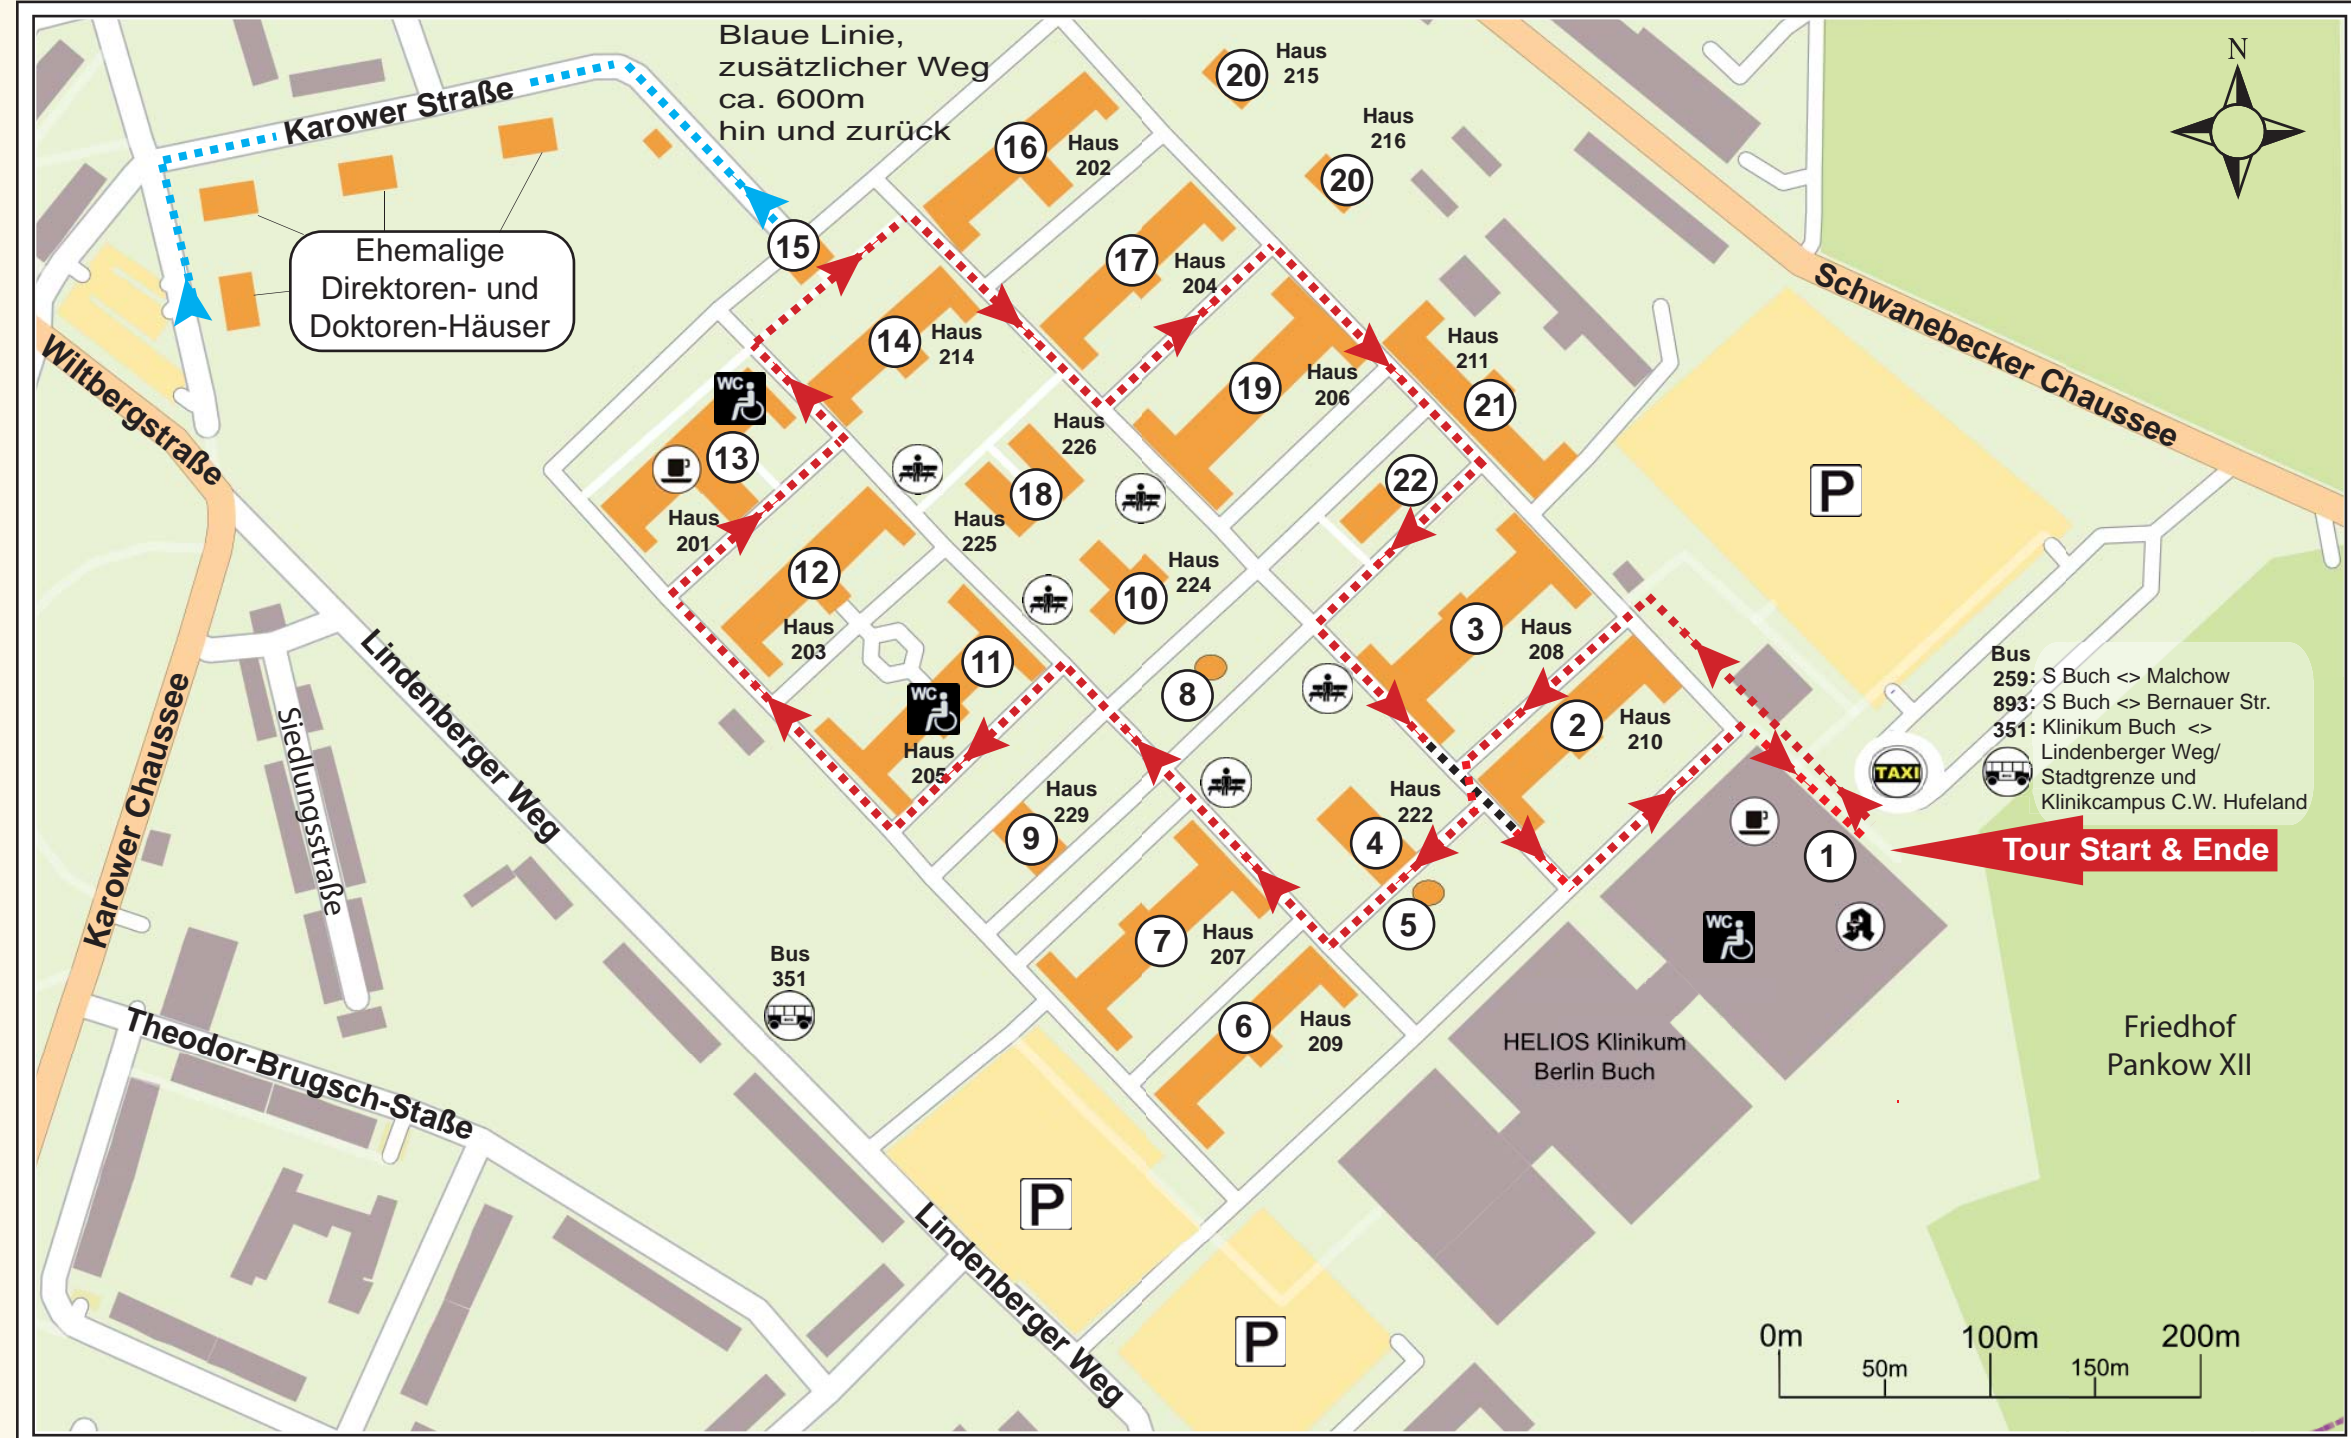 Blaue Linie,
zusätzlicher Weg
ca. 600m
hin und zurück
N
Karower Straße
Ehemalige
Direktoren- und
Doktoren-Häuser
Wiltbergstraße
Schwanebecker Chaussee
20
Haus
215
20
Haus
216
16
Haus
202
15
17
Haus
204
14
Haus
214
19
Haus
206
Haus
211
21
WC
13
Haus
201
Haus
226
18
Haus
225
22
P
12
Haus
203
10
Haus
224
3
Haus
208
11
WC
Haus
205
8
2
Haus
210
Bus
259: S Buch <> Malchow
893: S Buch <> Bernauer Str.
351: Klinikum Buch <>
Lindenberger Weg/
Stadtgrenze und
Klinikcampus C.W. Hufeland
TAXI
Tour Start & Ende
1
WC
Haus
229
9
Haus
222
4
5
7
Haus
207
6
Haus
209
Lindenberger Weg
Siedlungsstraße
Karower Chaussee
Theodor-Brugsch-Staße
Bus
351
HELIOS Klinikum
Berlin Buch
Friedhof
Pankow XII
P
Lindenberger Weg
P
0m 100m 200m
50m 150m